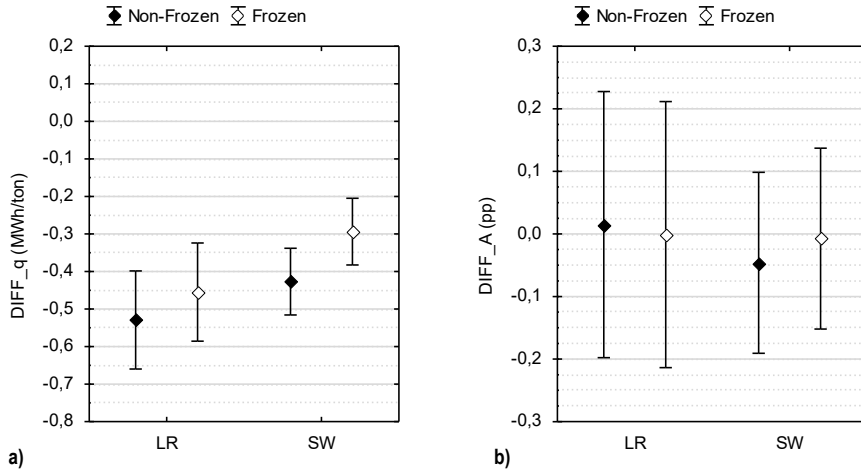 Non-Frozen Frozen
0,2
0,1
0,0
-0,1
-0,2
-0,3
-0,4
-0,5
-0,6
-0,7
-0,8
DIFF_q (MWh/ton)
LR SW
a)
Non-Frozen Frozen
0,3
0,2
0,1
0,0
-0,1
-0,2
-0,3
DIFF_A (pp)
LR SW
b)